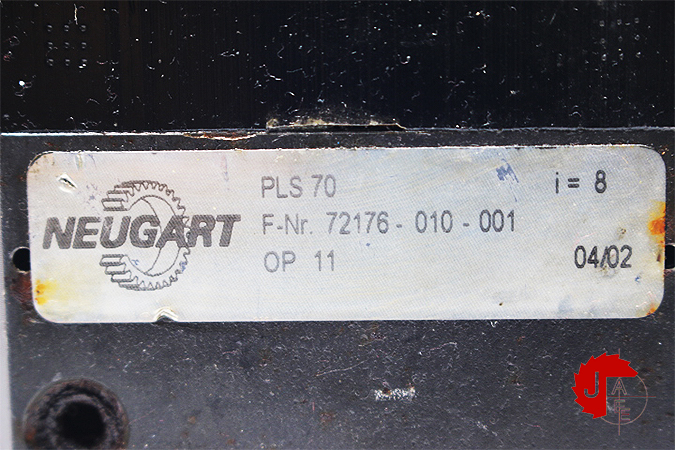 NEUGART
PLS 70 i = 8
F-Nr. 72176 - 010 - 001
OP 11 04/02
J